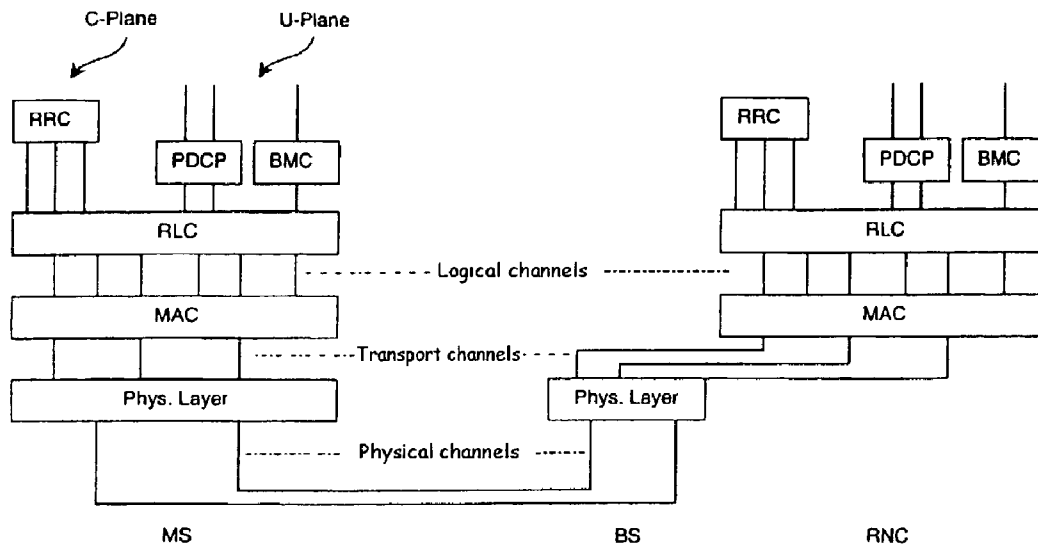 C-Plane U-Plane
RRC RRC
PDCP BMC PDCP BMC
RLC RLC
Logical channels
MAC MAC
Transport channels
Phys. Layer Phys. Layer
Physical channels
MS BS RNC